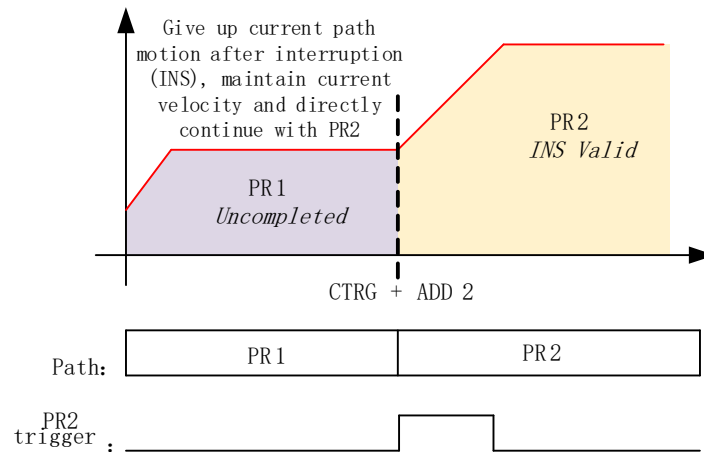 Give up current path
motion after interruption
(INS), maintain current
velocity and directly
continue with PR2
PR1
Uncompleted
PR2
INS Valid
CTRG + ADD 2
Path:
PR1
PR2
PR2
trigger :